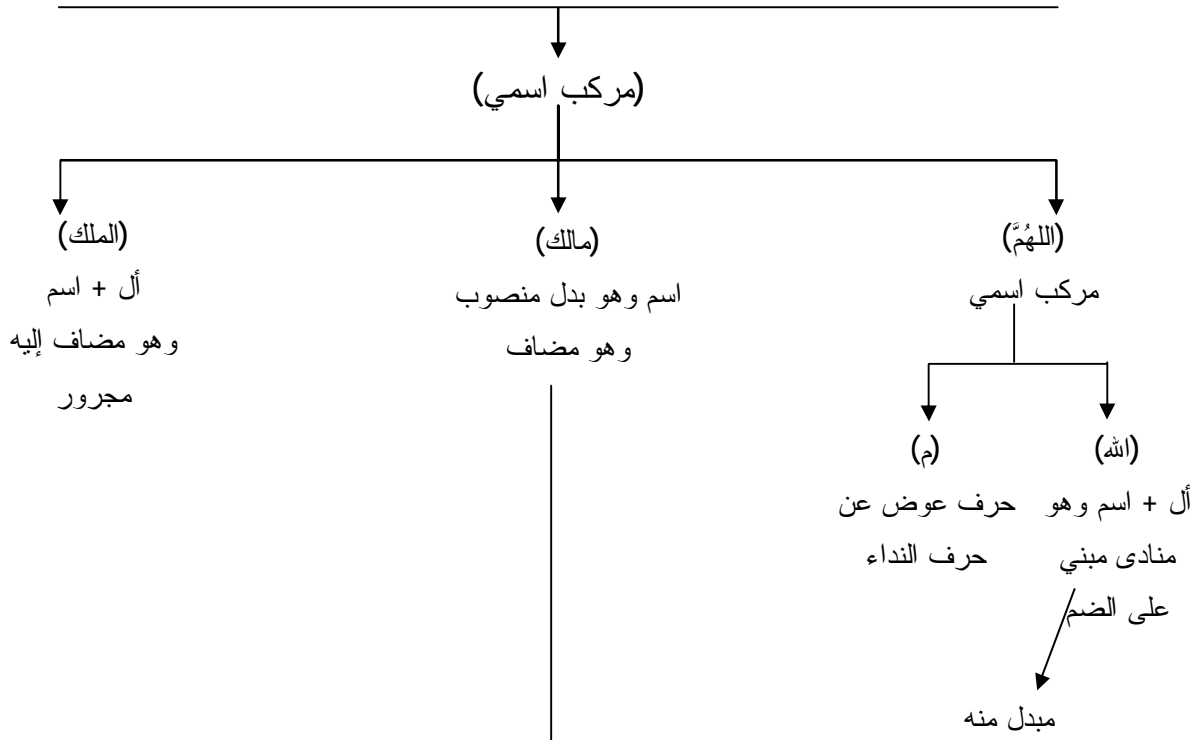 (مركب اسمي)
(اللهُمَّ)
مركب اسمي
(مالك)
اسم وهو بدل منصوب
وهو مضاف
(الملك)
أل + اسم
وهو مضاف إليه
مجرور
(الله)
أل + اسم وهو
منادى مبني
على الضم
(م)
حرف عوض عن
حرف النداء
مبدل منه